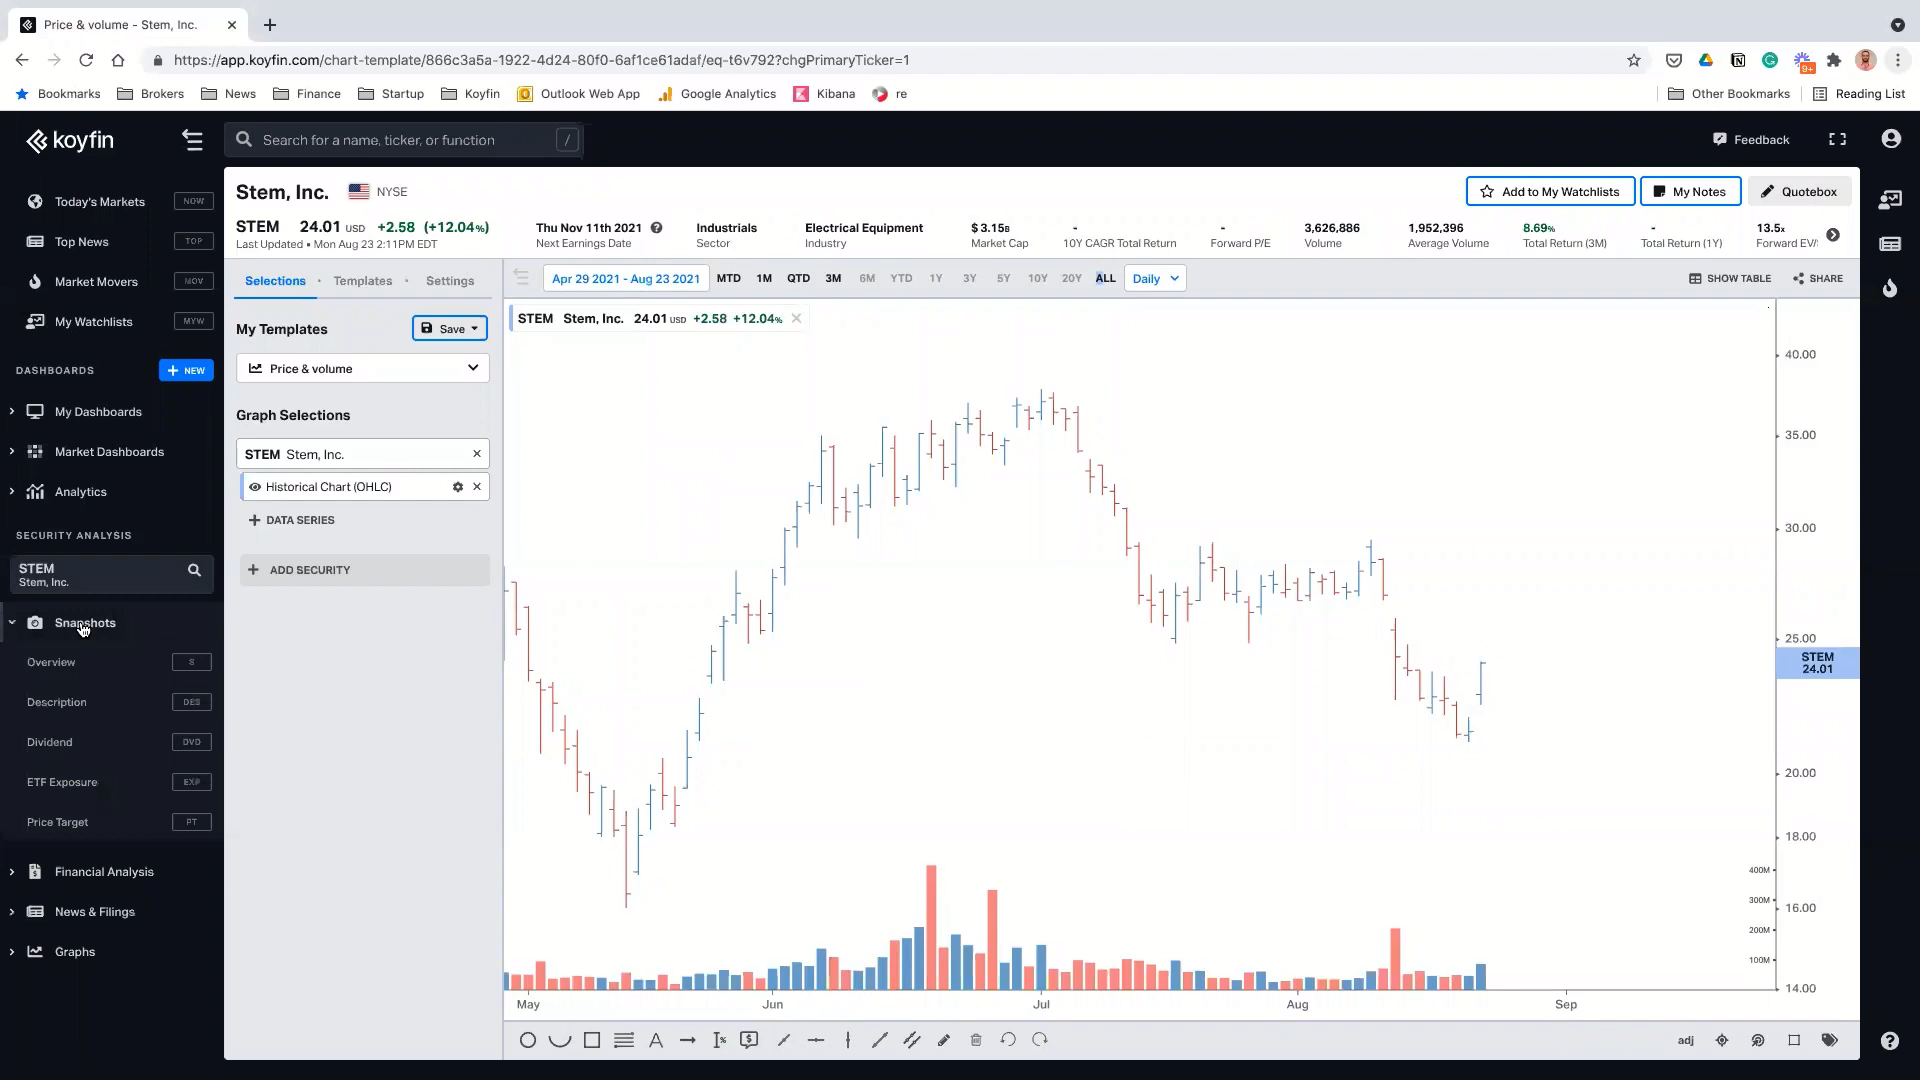 Price & volume - Stem, Inc.
https://app.koyfin.com/chart-template/866c3a5a-1922-4d24-80f0-6af1ce61adaf/eq-t6v792?chgPrimaryTicker=1
9+
Bookmarks Brokers News Finance Startup Koyfin Outlook Web App Google Analytics Kibana re Other Bookmarks Reading List
koyfin
Search for a name, ticker, or function /
Feedback
Today's Markets NOW
Top News TOP
Market Movers MOV
My Watchlists MYW
DASHBOARDS + NEW
My Dashboards
Market Dashboards
Analytics
SECURITY ANALYSIS
STEM
Stem, Inc.
Snapshots
Overview S
Description DES
Dividend DVD
ETF Exposure EXP
Price Target PT
Financial Analysis
News & Filings
Graphs
Stem, Inc. NYSE
Add to My Watchlists My Notes Quotebox
STEM 24.01 USD +2.58 (+12.04%)
Last Updated • Mon Aug 23 2:11PM EDT
Thu Nov 11th 2021
Next Earnings Date
Industrials
Sector
Electrical Equipment
Industry
$ 3.15B
Market Cap
-
10Y CAGR Total Return
-
Forward P/E
3,626,886
Volume
1,952,396
Average Volume
8.69%
Total Return (3M)
-
Total Return (1Y)
13.5x
Forward EV/
Selections • Templates • Settings
My Templates Save
Price & volume
Graph Selections
STEM Stem, Inc.
Historical Chart (OHLC)
+ DATA SERIES
+ ADD SECURITY
Apr 29 2021 - Aug 23 2021 MTD 1M QTD 3M 6M YTD 1Y 3Y 5Y 10Y 20Y ALL Daily
SHOW TABLE SHARE
STEM Stem, Inc. 24.01 USD +2.58 +12.04%
40.00
35.00
30.00
25.00
STEM
24.01
20.00
18.00
400M
300M
16.00
200M
100M
14.00
May Jun Jul Aug Sep
A
adj